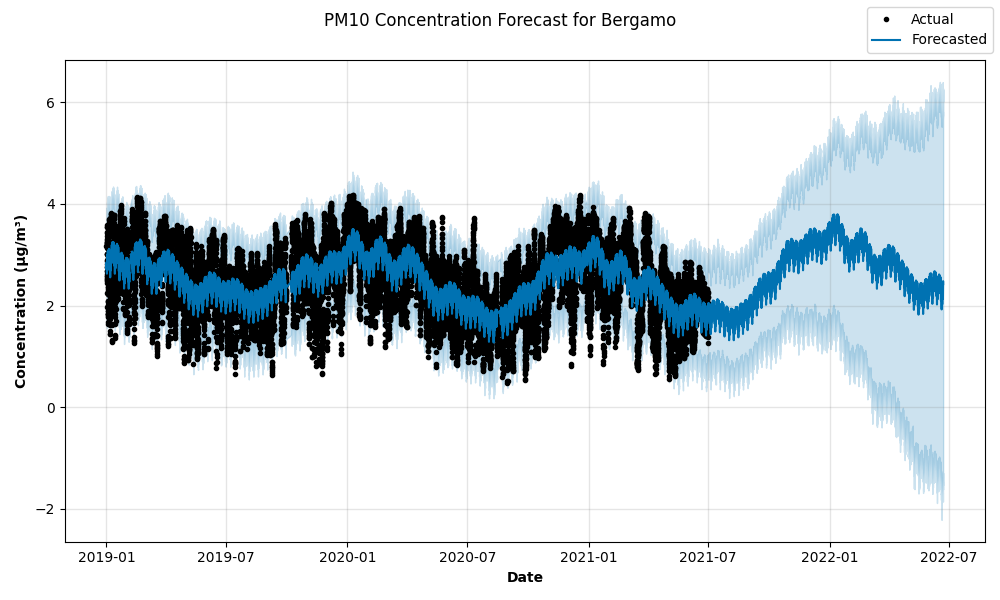 PM10 Concentration Forecast for Bergamo
Actual
Forecasted
Concentration (µg/m³)
6
4
2
0
−2
2019-01
2019-07
2020-01
2020-07
2021-01
2021-07
2022-01
2022-07
Date